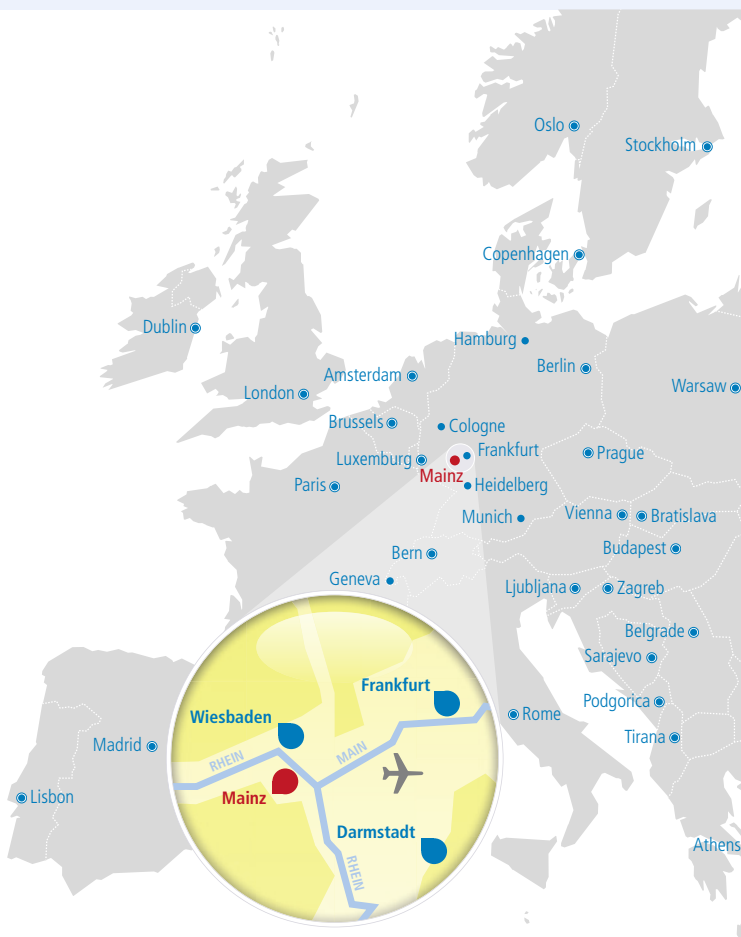 Oslo
Stockholm
Copenhagen
Dublin
Hamburg
Berlin
Amsterdam
Warsaw
London
Brussels
Cologne
Frankfurt
Prague
Luxemburg
Mainz
Paris
Heidelberg
Munich
Vienna
Bratislava
Bern
Budapest
Geneva
Ljubljana
Zagreb
Belgrade
Sarajevo
Frankfurt
Podgorica
Rome
Wiesbaden
Tirana
Madrid
RHEIN
MAIN
Mainz
Lisbon
Darmstadt
Athens
RHEIN